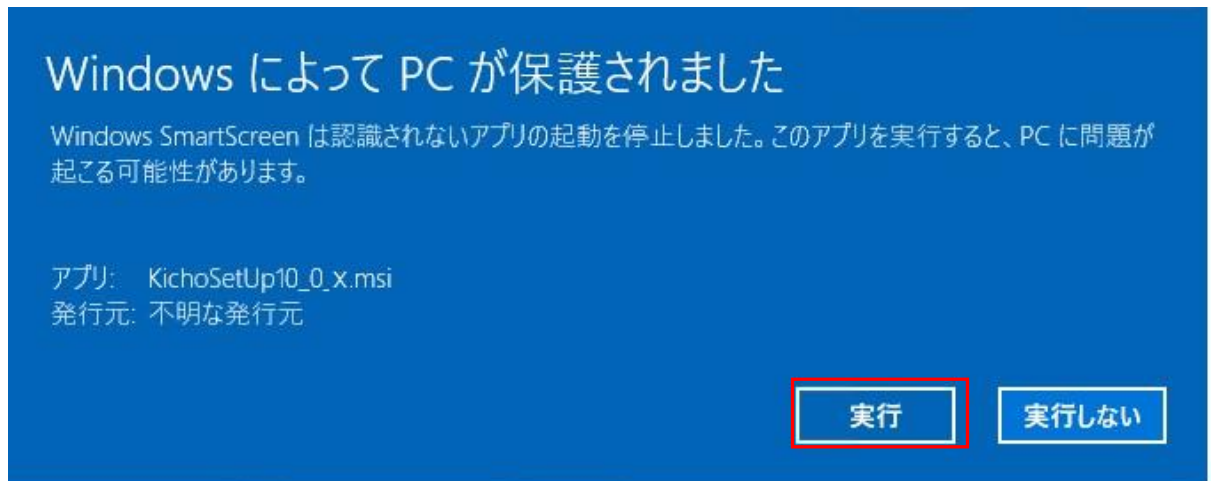 Windows によって PC が保護されました
Windows SmartScreen は認識されないアプリの起動を停止しました。このアプリを実行すると、PC に問題が
起こる可能性があります。
アプリ: KichoSetUp10_0_x.msi
発行元: 不明な発行元
実行 実行しない